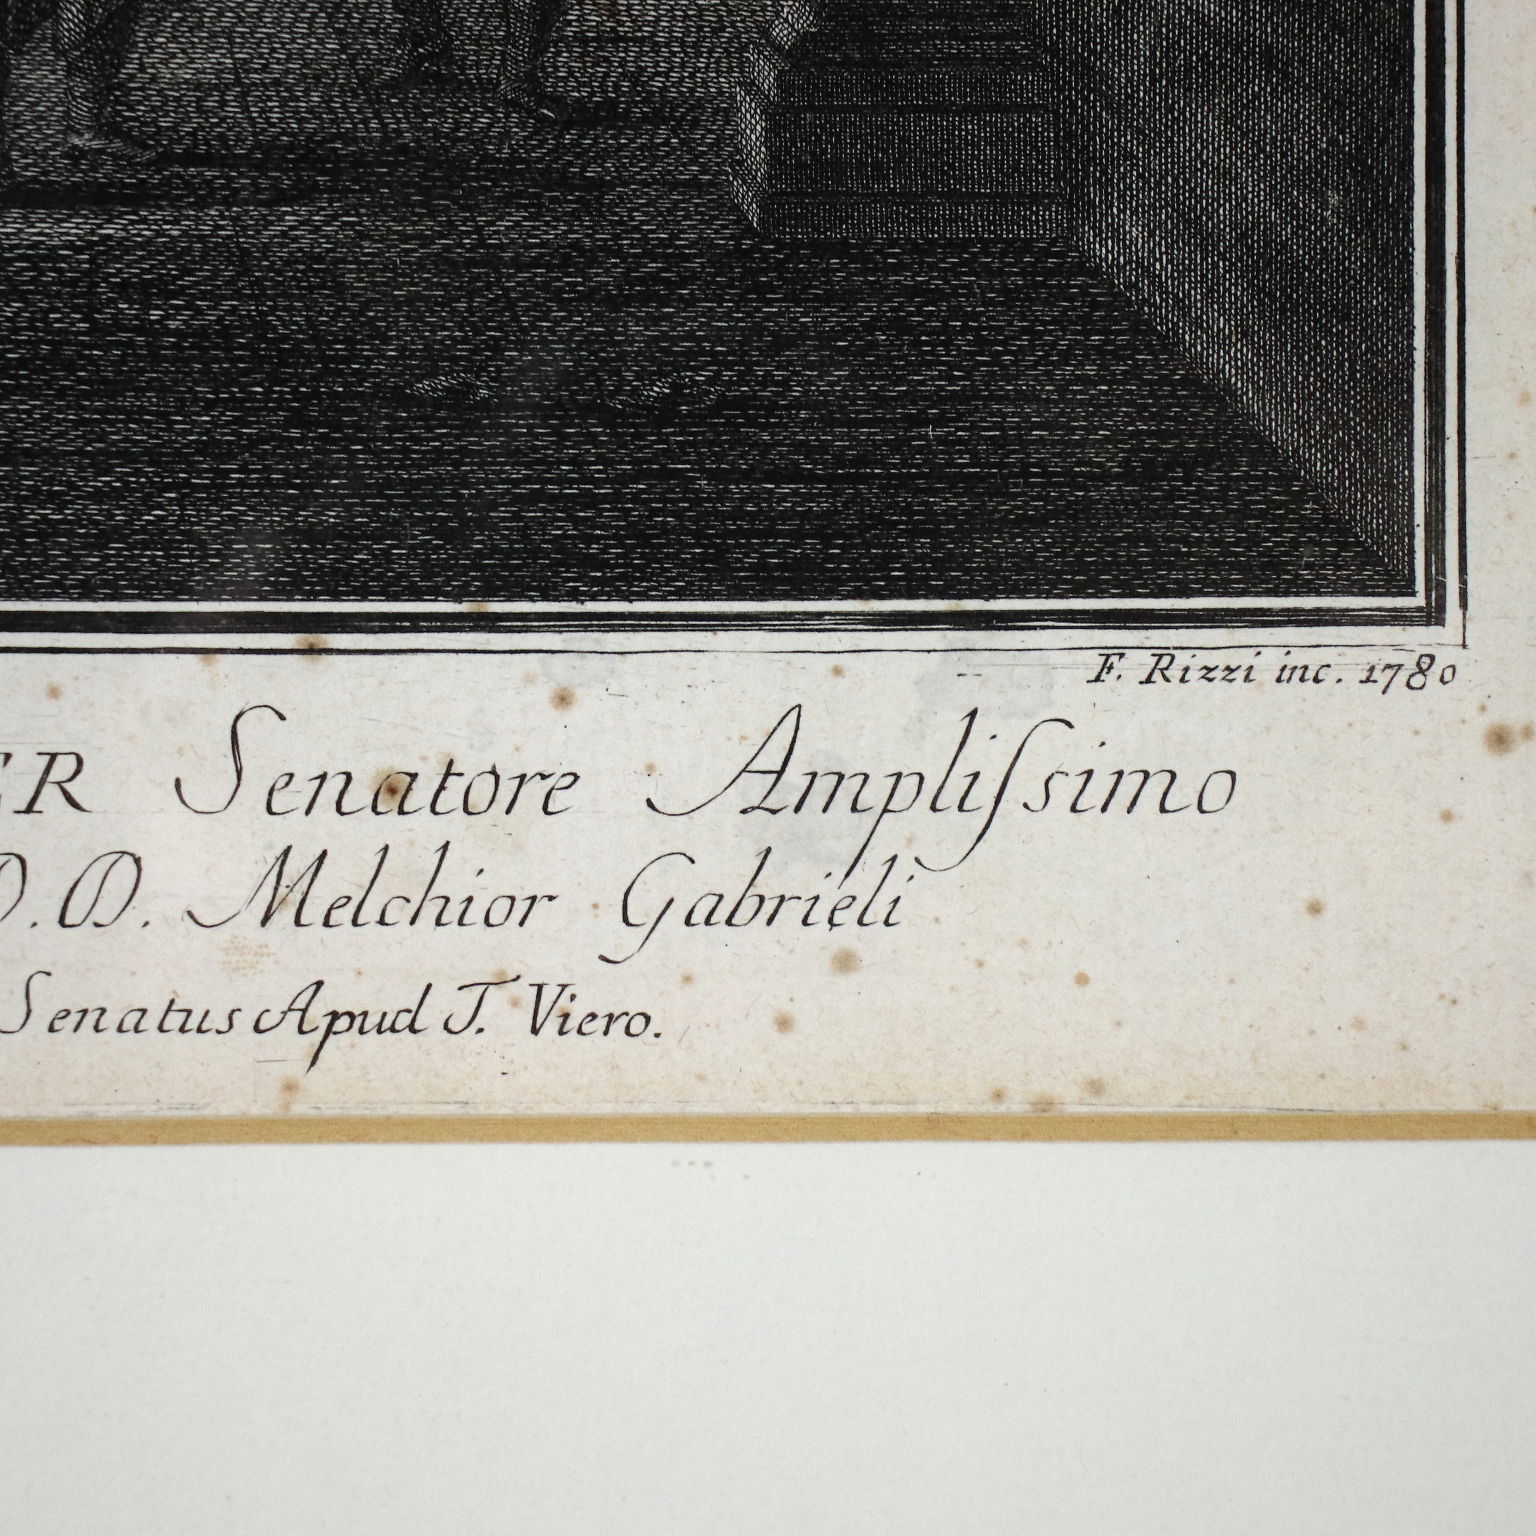 F. Rizzi inc. 1780
ER Senatore Ampliſsimo
D.D. Melchior Gabrieli
Senatus Apud T. Viero.